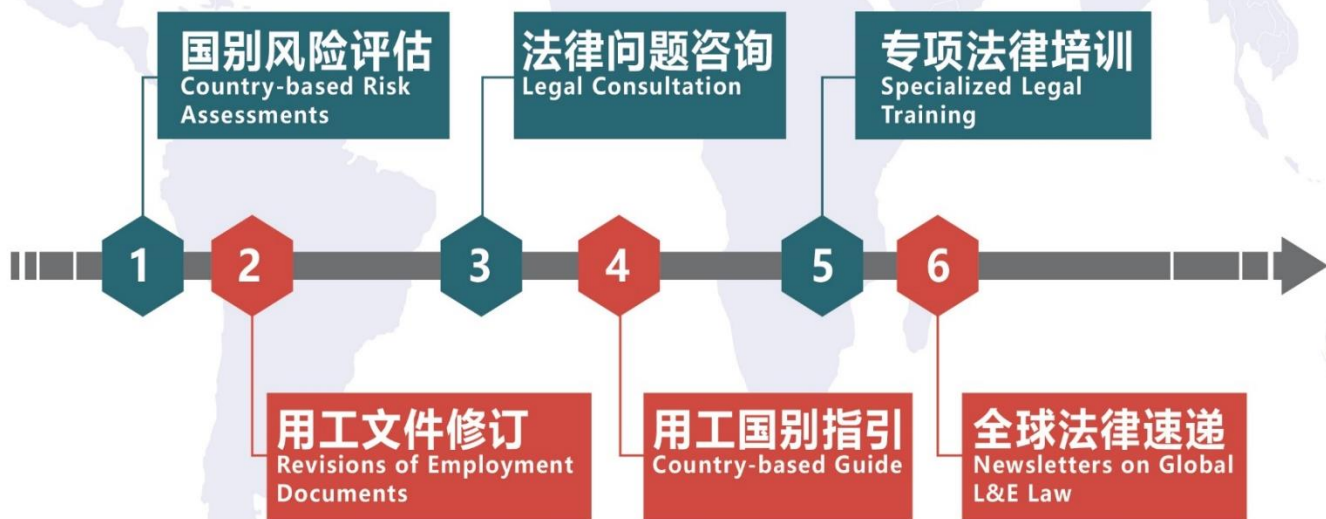 国别风险评估
Country-based Risk
Assessments
法律问题咨询
Legal Consultation
专项法律培训
Specialized Legal
Training
1
2
3
4
5
6
用工文件修订
Revisions of Employment
Documents
用工国别指引
Country-based Guide
全球法律速递
Newsletters on Global
L&E Law